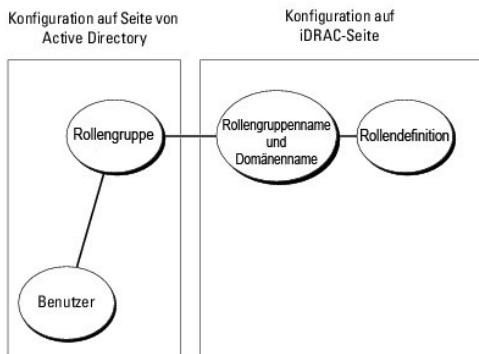 Konfiguration auf Seite von
Active Directory
Konfiguration auf
iDRAC-Seite
Rollengruppe
Rollengruppenname
und
Domänenname
Rollendefinition
Benutzer